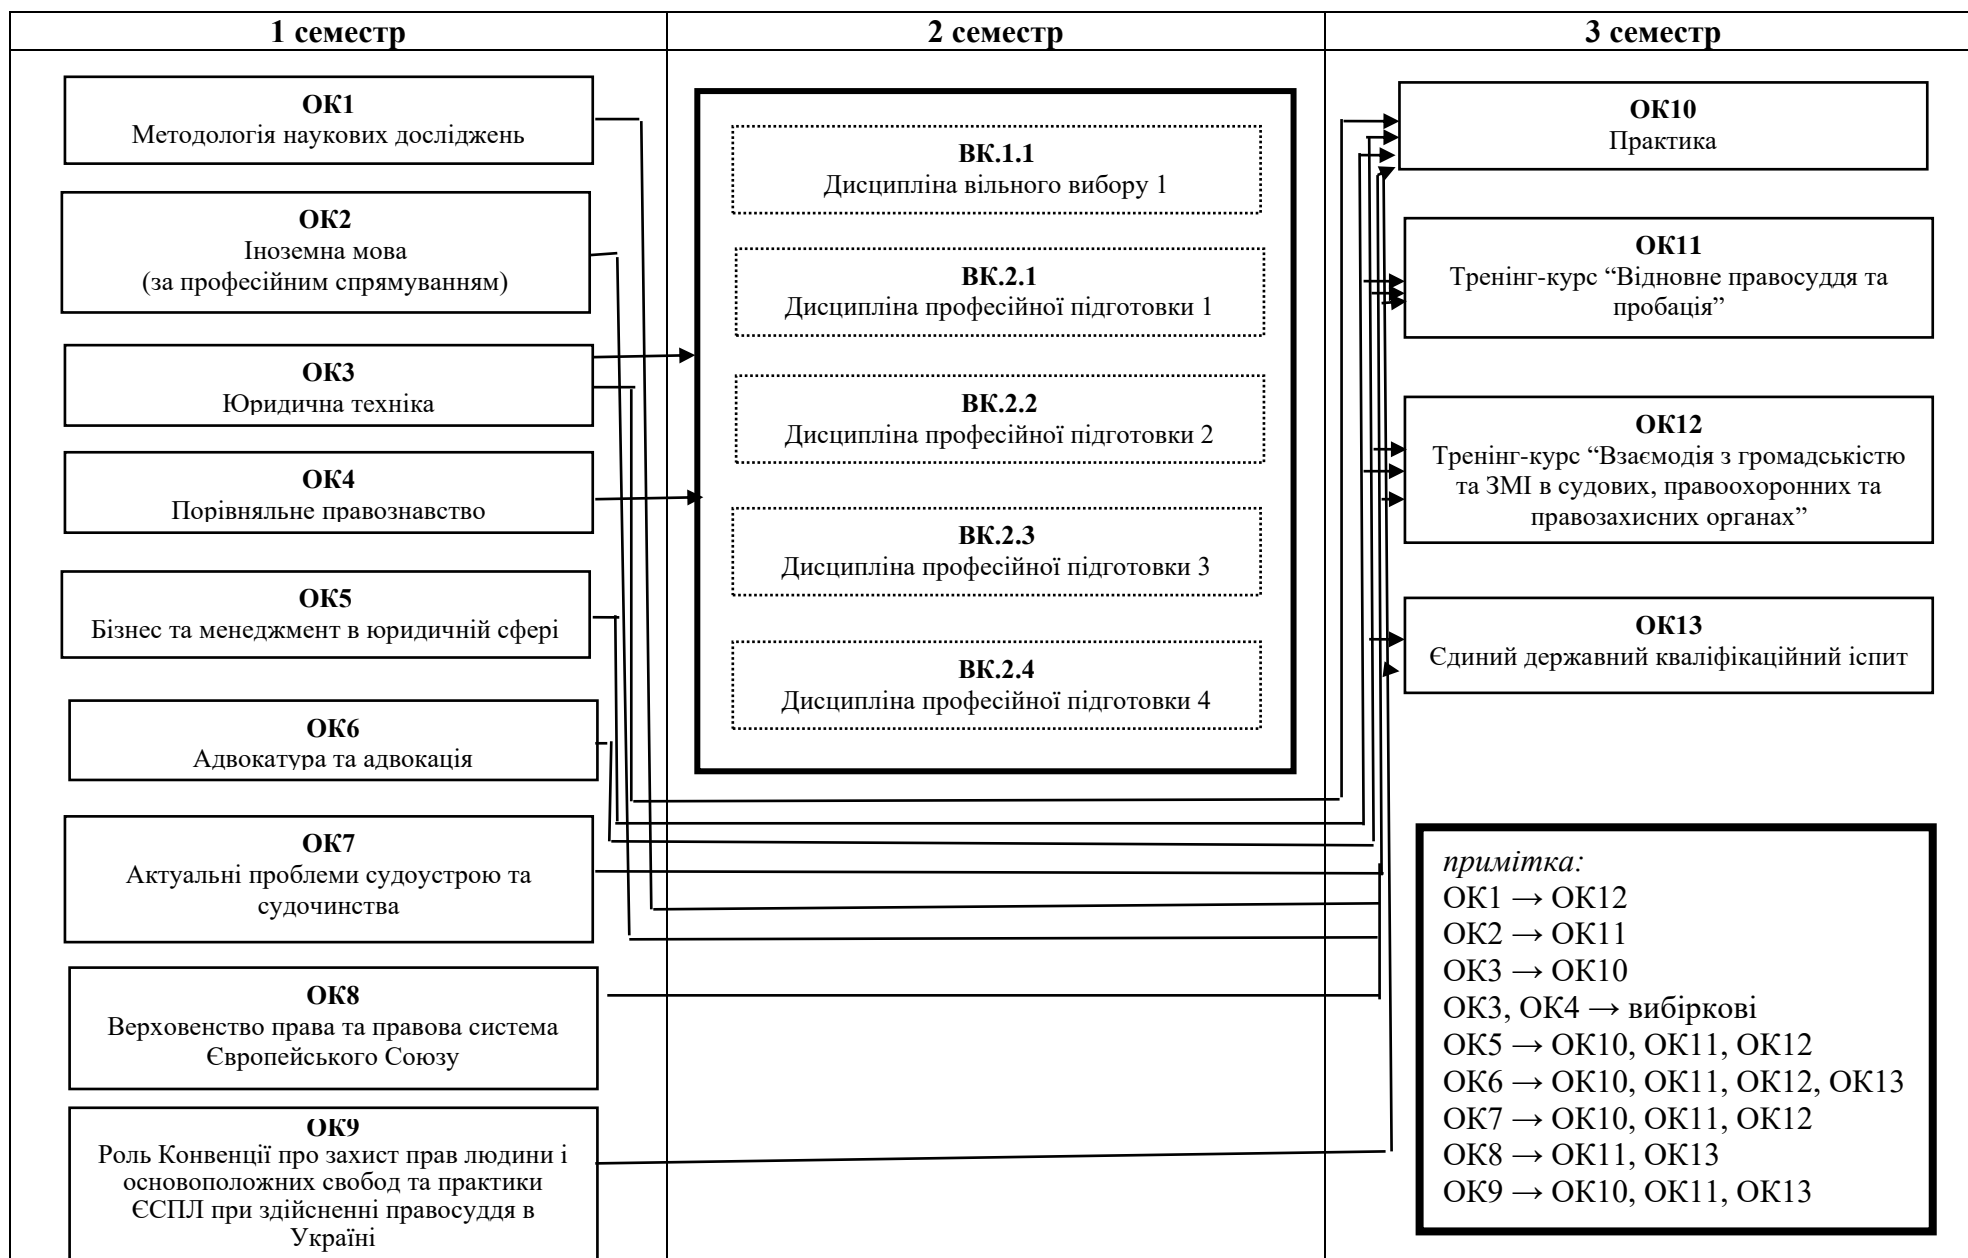 1 семестр
2 семестр
3 семестр
ОК1
Методологія наукових досліджень
ОК2
Іноземна мова
(за професійним спрямуванням)
ОК3
Юридична техніка
ОК4
Порівняльне правознавство
ОК5
Бізнес та менеджмент в юридичній сфері
ОК6
Адвокатура та адвокація
ОК7
Актуальні проблеми судоустрою та
судочинства
ОК8
Верховенство права та правова система
Європейського Союзу
ОК9
Роль Конвенції про захист прав людини і
основоположних свобод та практики
ЄСПЛ при здійсненні правосуддя в
Україні
ВК.1.1
Дисципліна вільного вибору 1
ВК.2.1
Дисципліна професійної підготовки 1
ВК.2.2
Дисципліна професійної підготовки 2
ВК.2.3
Дисципліна професійної підготовки 3
ВК.2.4
Дисципліна професійної підготовки 4
ОК10
Практика
ОК11
Тренінг-курс “Відновне правосуддя та
пробація”
ОК12
Тренінг-курс “Взаємодія з громадськістю
та ЗМІ в судових, правоохоронних та
правозахисних органах”
ОК13
Єдиний державний кваліфікаційний іспит
примітка:
ОК1 → ОК12
ОК2 → ОК11
ОК3 → ОК10
ОК3, ОК4 → вибіркові
ОК5 → ОК10, ОК11, ОК12
ОК6 → ОК10, ОК11, ОК12, ОК13
ОК7 → ОК10, ОК11, ОК12
ОК8 → ОК11, ОК13
ОК9 → ОК10, ОК11, ОК13